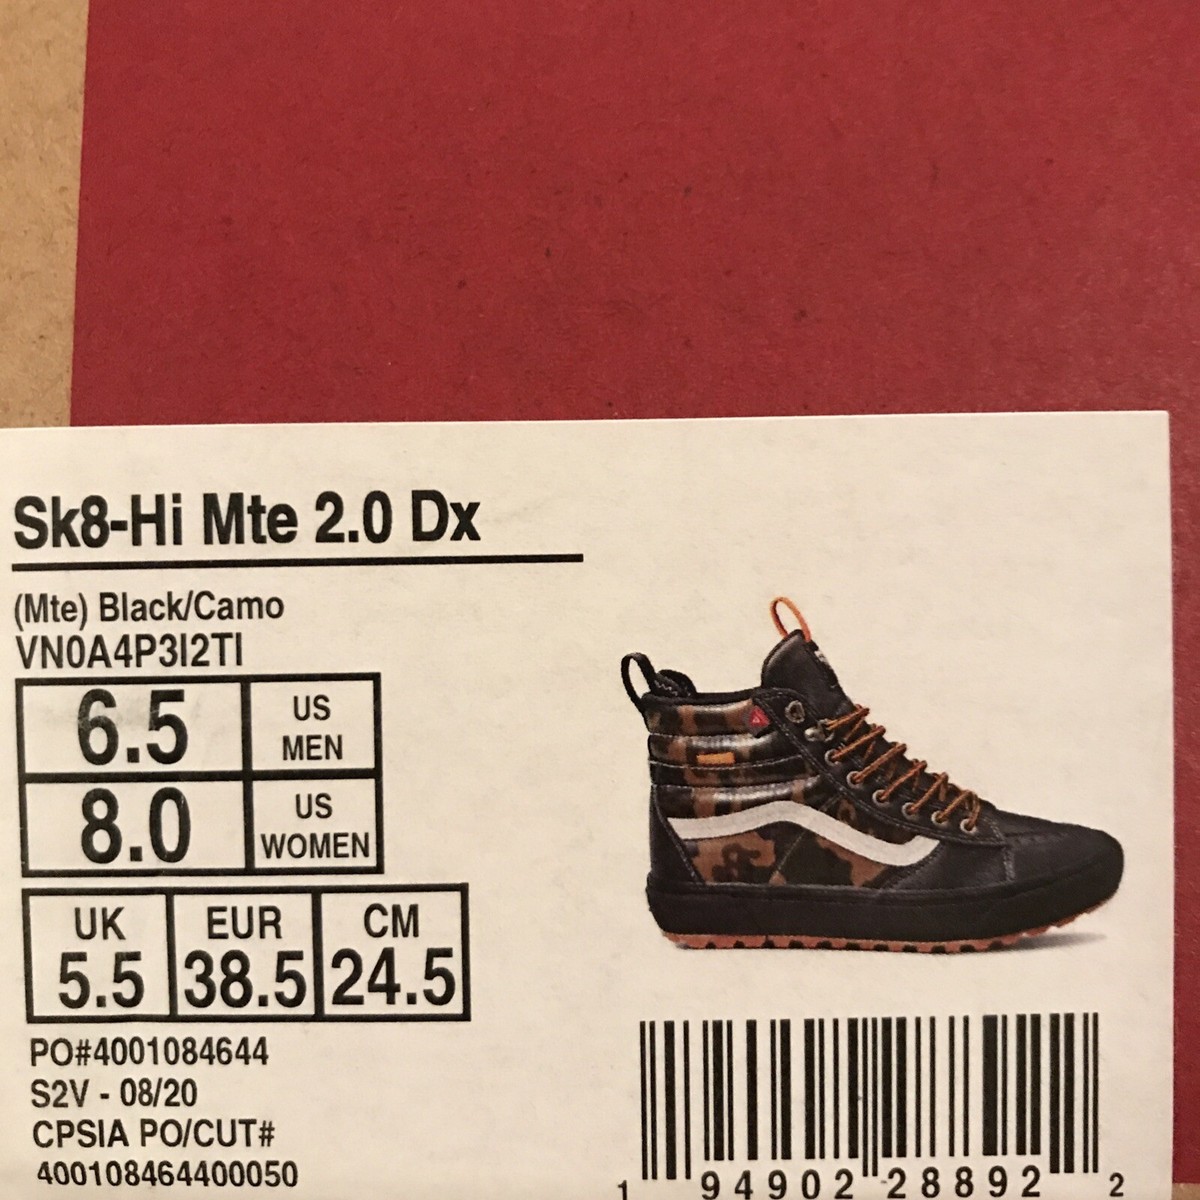 Sk8-Hi Mte 2.0 Dx
(Mte) Black/Camo
VN0A4P3I2TI
6.5 US MEN
8.0 US WOMEN
UK EUR CM
5.5 38.5 24.5
PO#4001084644
S2V - 08/20
CPSIA PO/CUT#
400108464400050
1 94902 28892 2